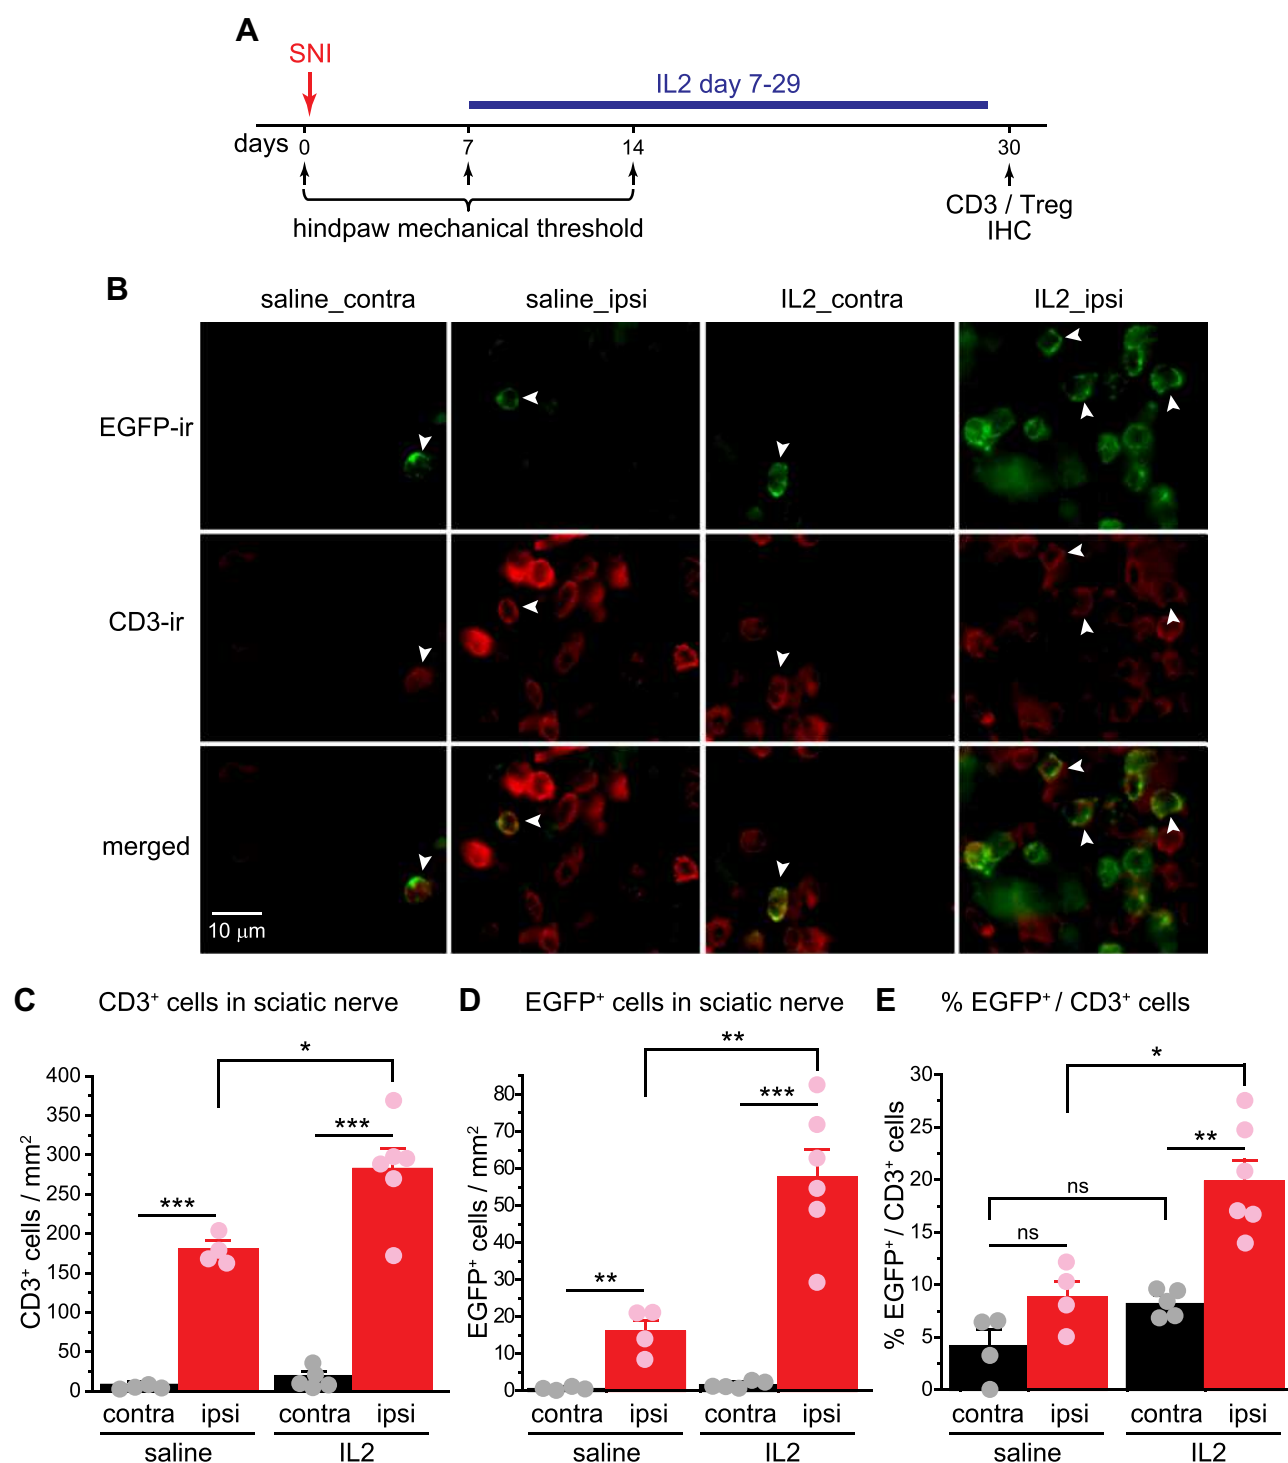 A
SNI
IL2 day 7-29
days 0 7 14 30
hindpaw mechanical threshold
CD3 / Treg
IHC
B
saline_contra saline_ipsi IL2_contra IL2_ipsi
EGFP-ir
CD3-ir
merged
10 μm
C CD3⁺ cells in sciatic nerve
CD3⁺ cells / mm²
400
350
300
250
200
150
100
50
0
***
***
*
contra ipsi contra ipsi
saline IL2
D EGFP⁺ cells in sciatic nerve
EGFP⁺ cells / mm²
80
70
60
50
40
30
20
10
0
**
***
**
contra ipsi contra ipsi
saline IL2
E % EGFP⁺ / CD3⁺ cells
% EGFP⁺ / CD3⁺ cells
30
25
20
15
10
5
0
*
**
ns
ns
contra ipsi contra ipsi
saline IL2